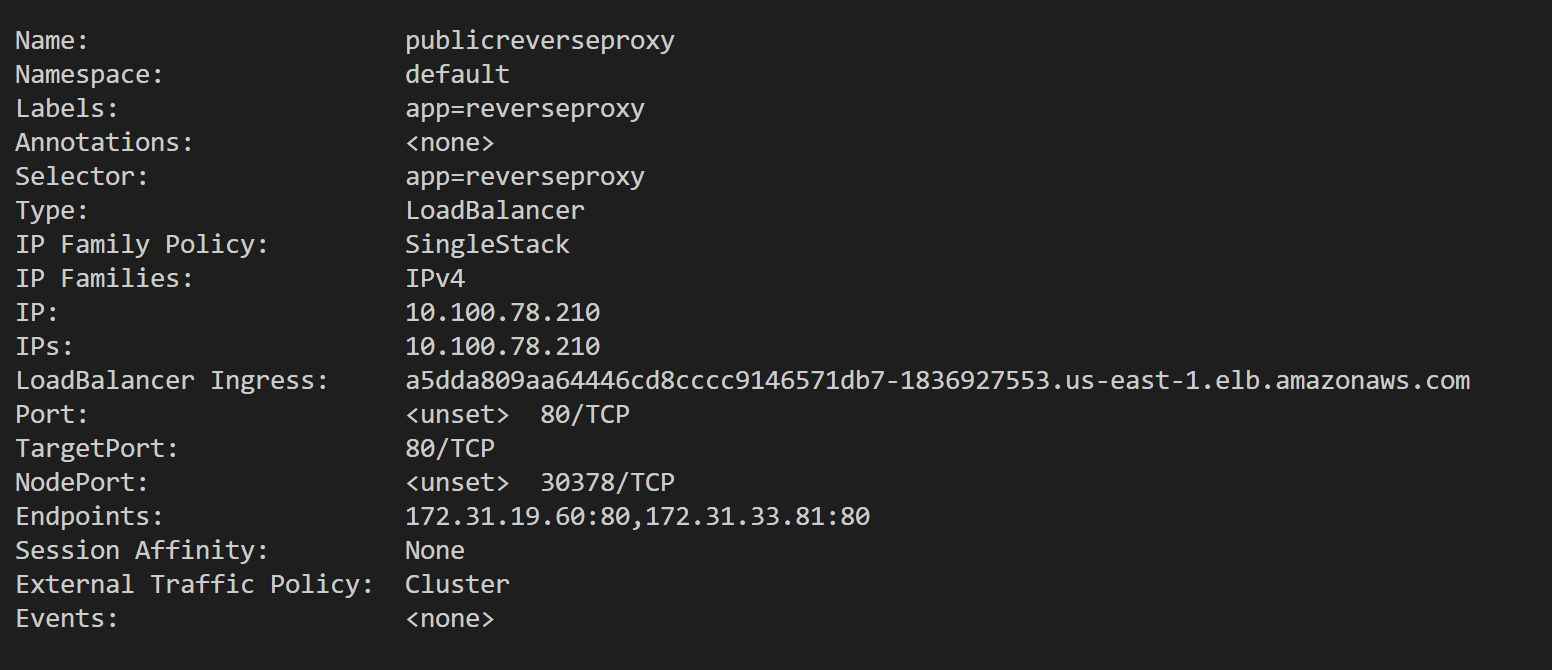 Name: publicreverseproxy
Namespace: default
Labels: app=reverseproxy
Annotations: <none>
Selector: app=reverseproxy
Type: LoadBalancer
IP Family Policy: SingleStack
IP Families: IPv4
IP: 10.100.78.210
IPs: 10.100.78.210
LoadBalancer Ingress: a5dda809aa64446cd8cccc9146571db7-1836927553.us-east-1.elb.amazonaws.com
Port: <unset> 80/TCP
TargetPort: 80/TCP
NodePort: <unset> 30378/TCP
Endpoints: 172.31.19.60:80,172.31.33.81:80
Session Affinity: None
External Traffic Policy: Cluster
Events: <none>